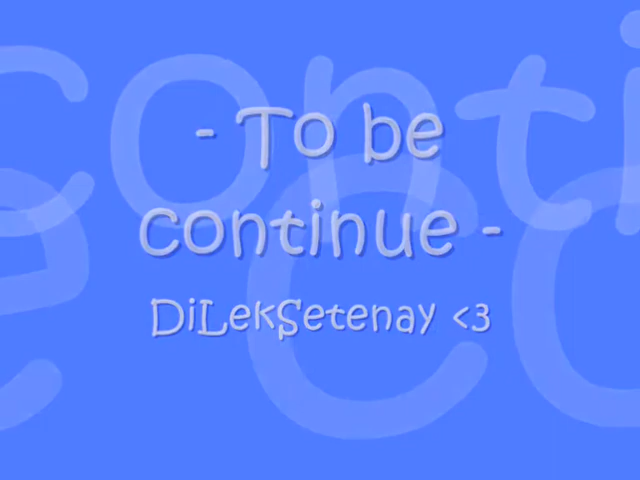 - To be
continue -
DiLekSetenay <3